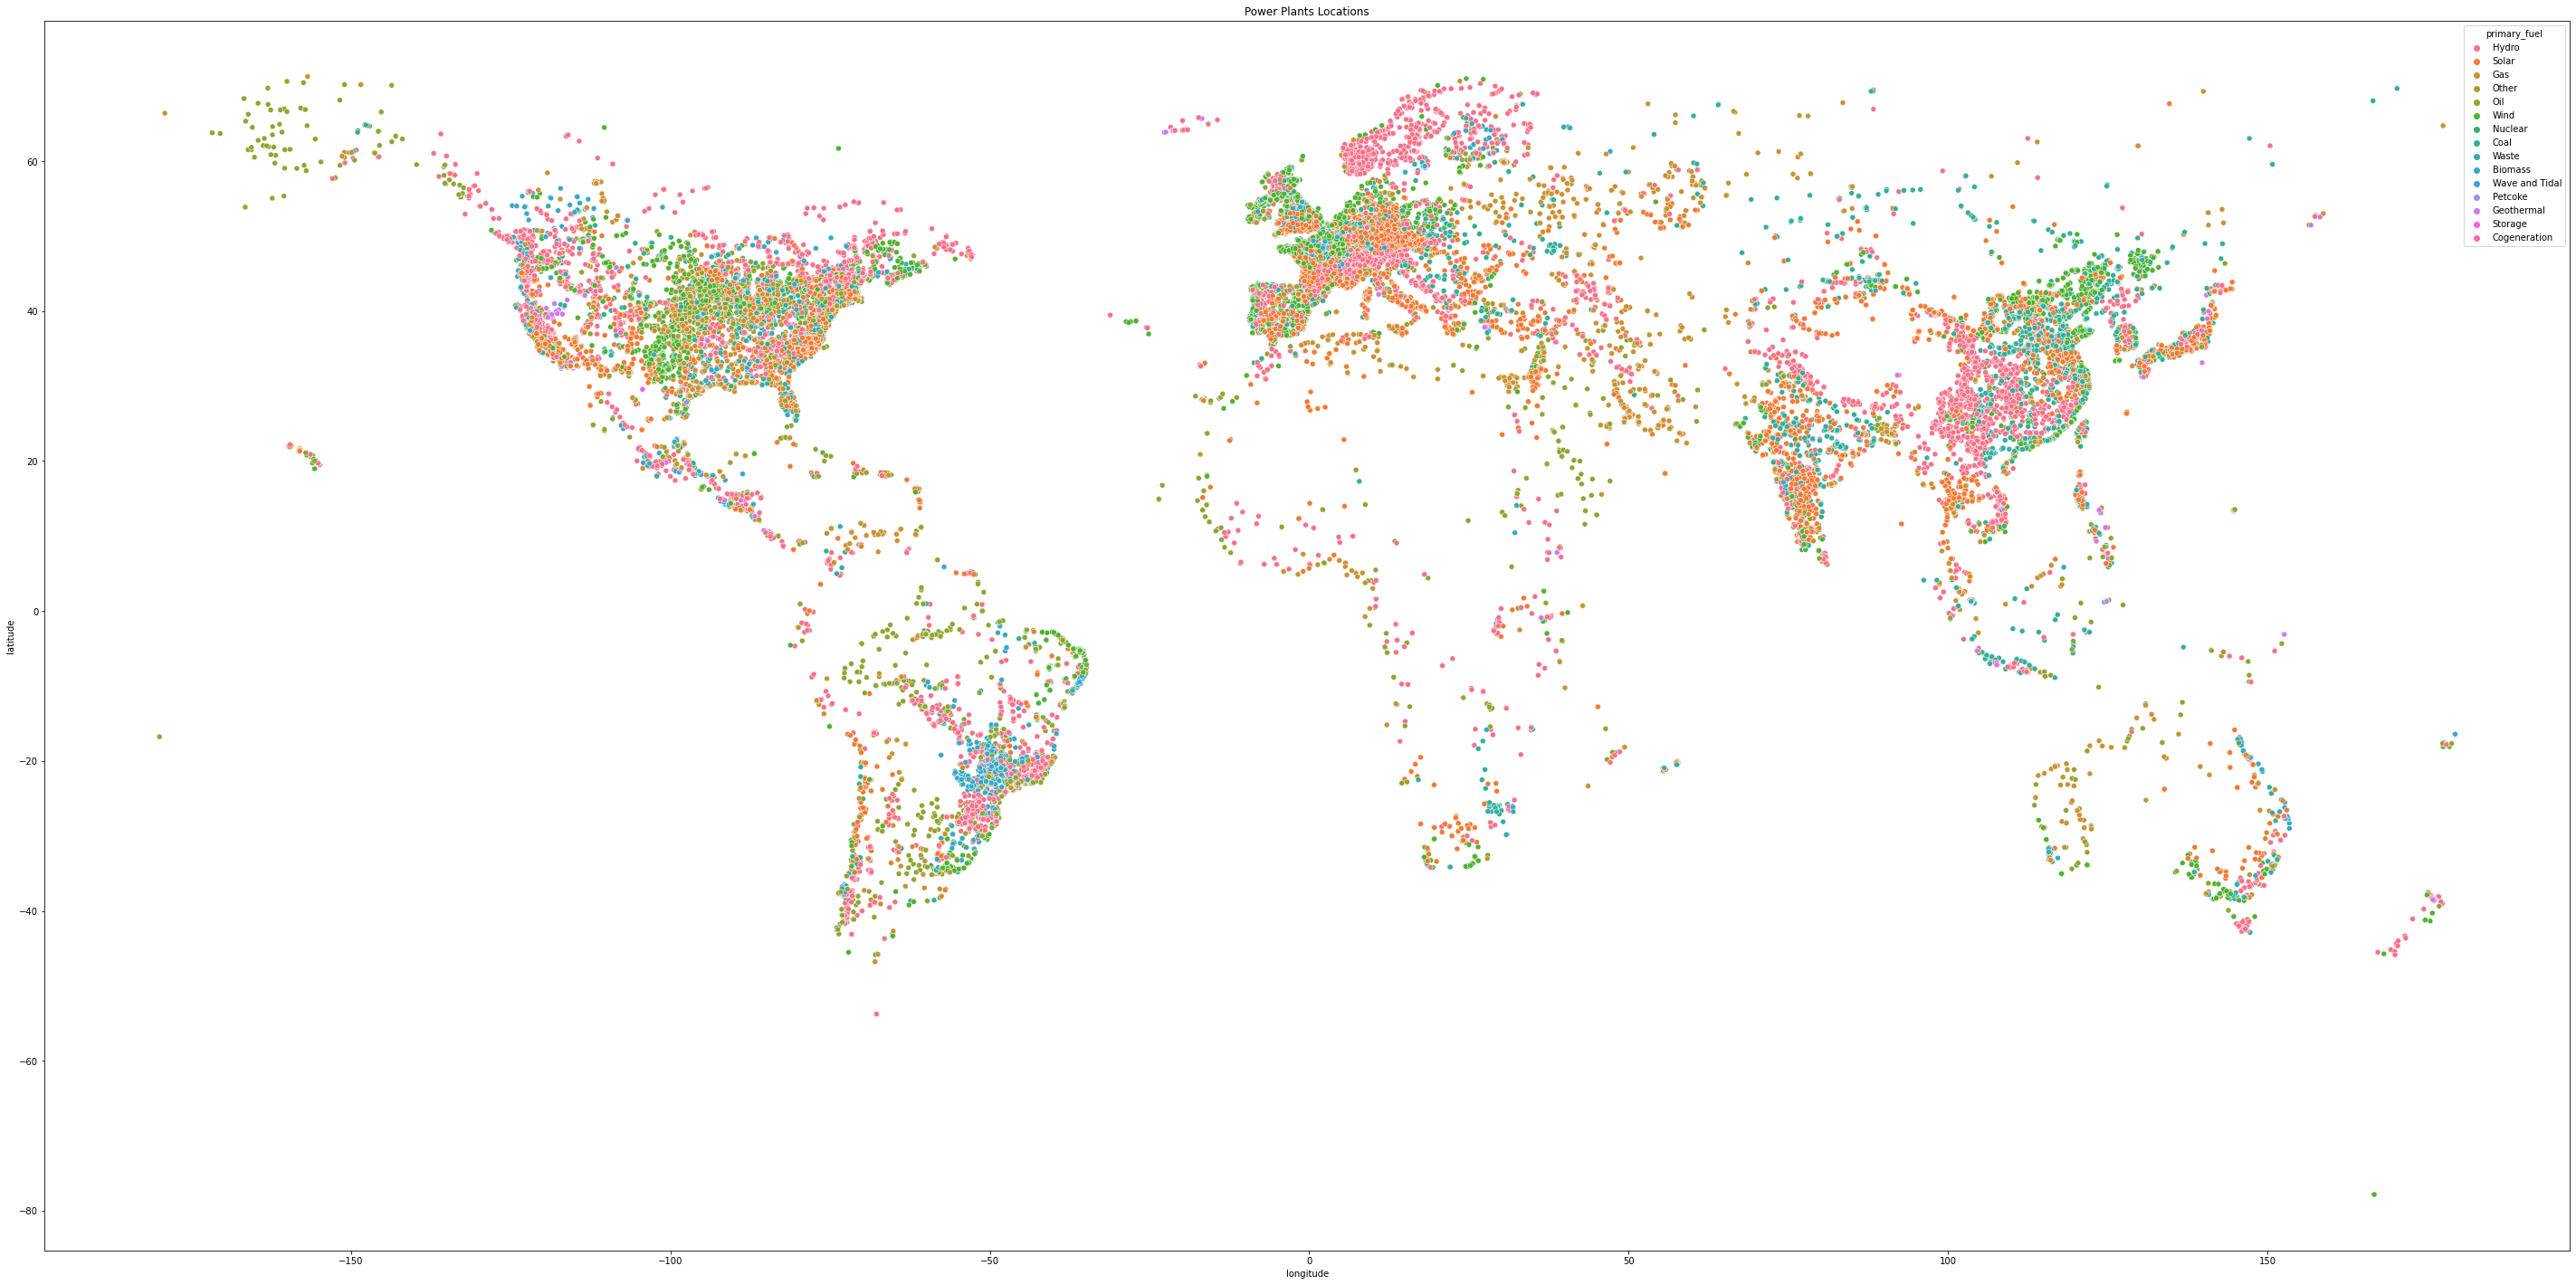 Power Plants Locations
primary_fuel
Hydro
Solar
Gas
Other
Oil
Wind
Nuclear
Coal
Waste
Biomass
Wave and Tidal
Petcoke
Geothermal
Storage
Cogeneration
60
40
20
0
−20
−40
−60
−80
latitude
−150
−100
−50
0
50
100
150
longitude